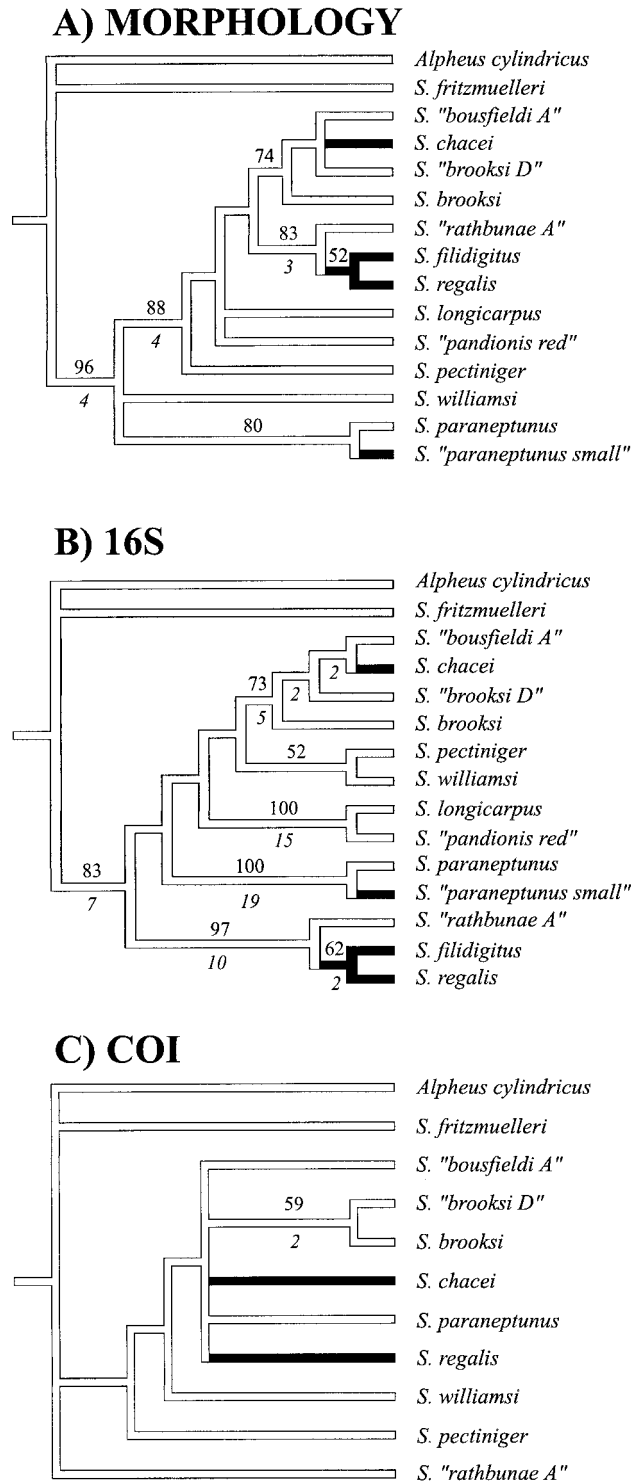 A) MORPHOLOGY
Alpheus cylindricus
S. fritzmuelleri
S. "bousfieldi A"
S. chacei
74
S. "brooksi D"
S. brooksi
83
S. "rathbunae A"
3
52
S. filidigitus
S. regalis
88
S. longicarpus
4
S. "pandionis red"
96
S. pectiniger
4
S. williamsi
80
S. paraneptunus
S. "paraneptunus small"
B) 16S
Alpheus cylindricus
S. fritzmuelleri
S. "bousfieldi A"
2
S. chacei
73
2
S. "brooksi D"
5
S. brooksi
52
S. pectiniger
S. williamsi
100
S. longicarpus
15
S. "pandionis red"
100
S. paraneptunus
83
19
S. "paraneptunus small"
7
97
S. "rathbunae A"
10
62
S. filidigitus
2
S. regalis
C) COI
Alpheus cylindricus
S. fritzmuelleri
S. "bousfieldi A"
59
S. "brooksi D"
2
S. brooksi
S. chacei
S. paraneptunus
S. regalis
S. williamsi
S. pectiniger
S. "rathbunae A"